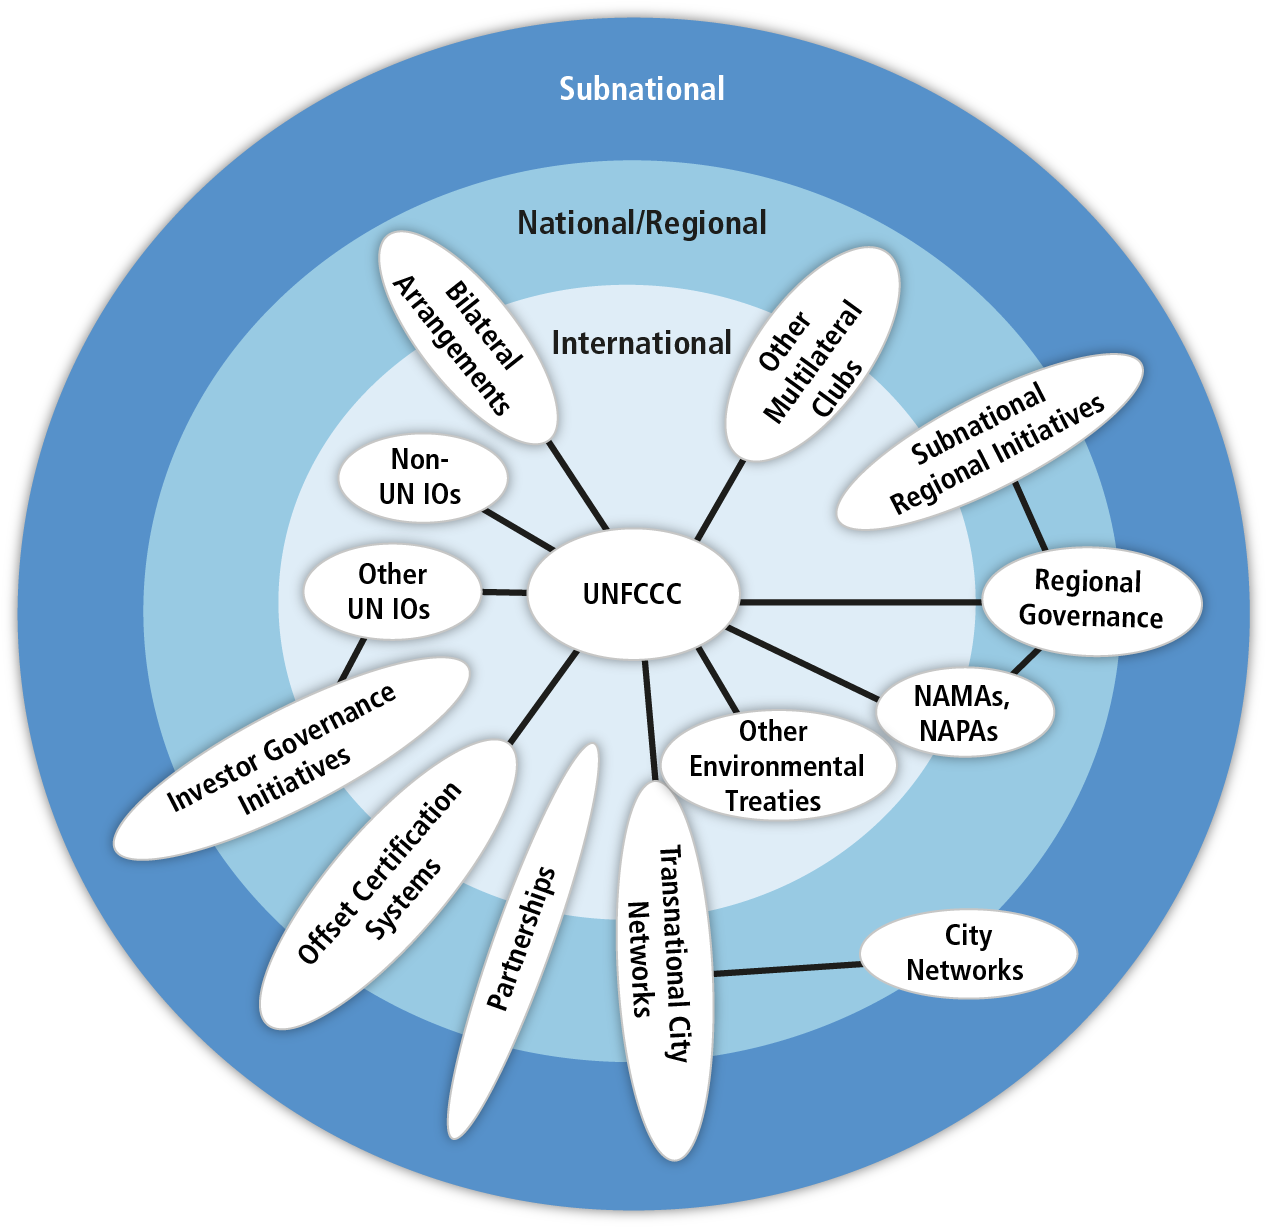 Subnational
National/Regional
International
Bilateral
Arrangements
Other
Multilateral
Clubs
Subnational
Regional Initiatives
Non-
UN IOs
Other
UN IOs
UNFCCC
Regional
Governance
NAMAs,
NAPAs
Other
Environmental
Treaties
Investor Governance
Initiatives
Offset Certification
Systems
Partnerships
Transnational City
Networks
City
Networks